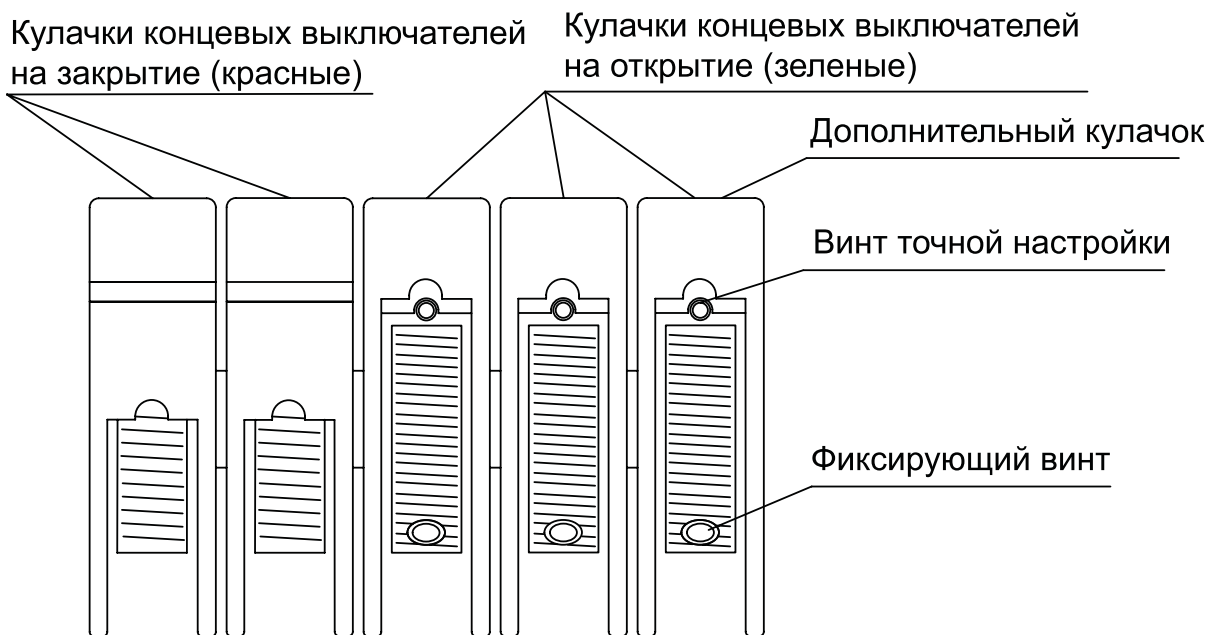 Кулачки концевых выключателей
на закрытие (красные)
Кулачки концевых выключателей
на открытие (зеленые)
Дополнительный кулачок
Винт точной настройки
Фиксирующий винт